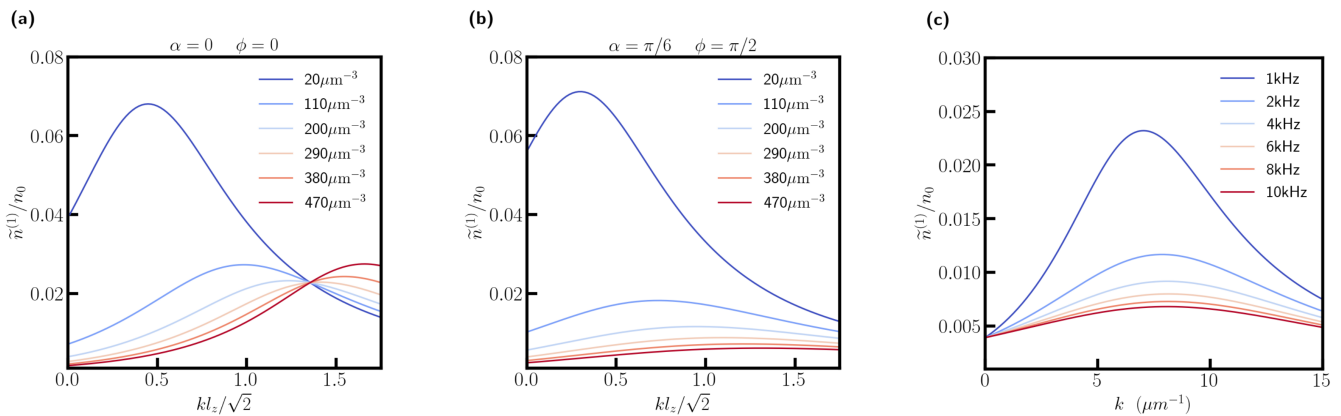 (a)
α = 0 ϕ = 0
0.08
0.06
0.04
0.02
ñ⁽¹⁾/n₀
20μm⁻³
110μm⁻³
200μm⁻³
290μm⁻³
380μm⁻³
470μm⁻³
0.0 0.5 1.0 1.5
kl_z/√2
(b)
α = π/6 ϕ = π/2
0.08
0.06
0.04
0.02
ñ⁽¹⁾/n₀
20μm⁻³
110μm⁻³
200μm⁻³
290μm⁻³
380μm⁻³
470μm⁻³
0.0 0.5 1.0 1.5
kl_z/√2
(c)
0.030
0.025
0.020
0.015
0.010
0.005
ñ⁽¹⁾/n₀
1kHz
2kHz
4kHz
6kHz
8kHz
10kHz
0 5 10 15
k (μm⁻¹)